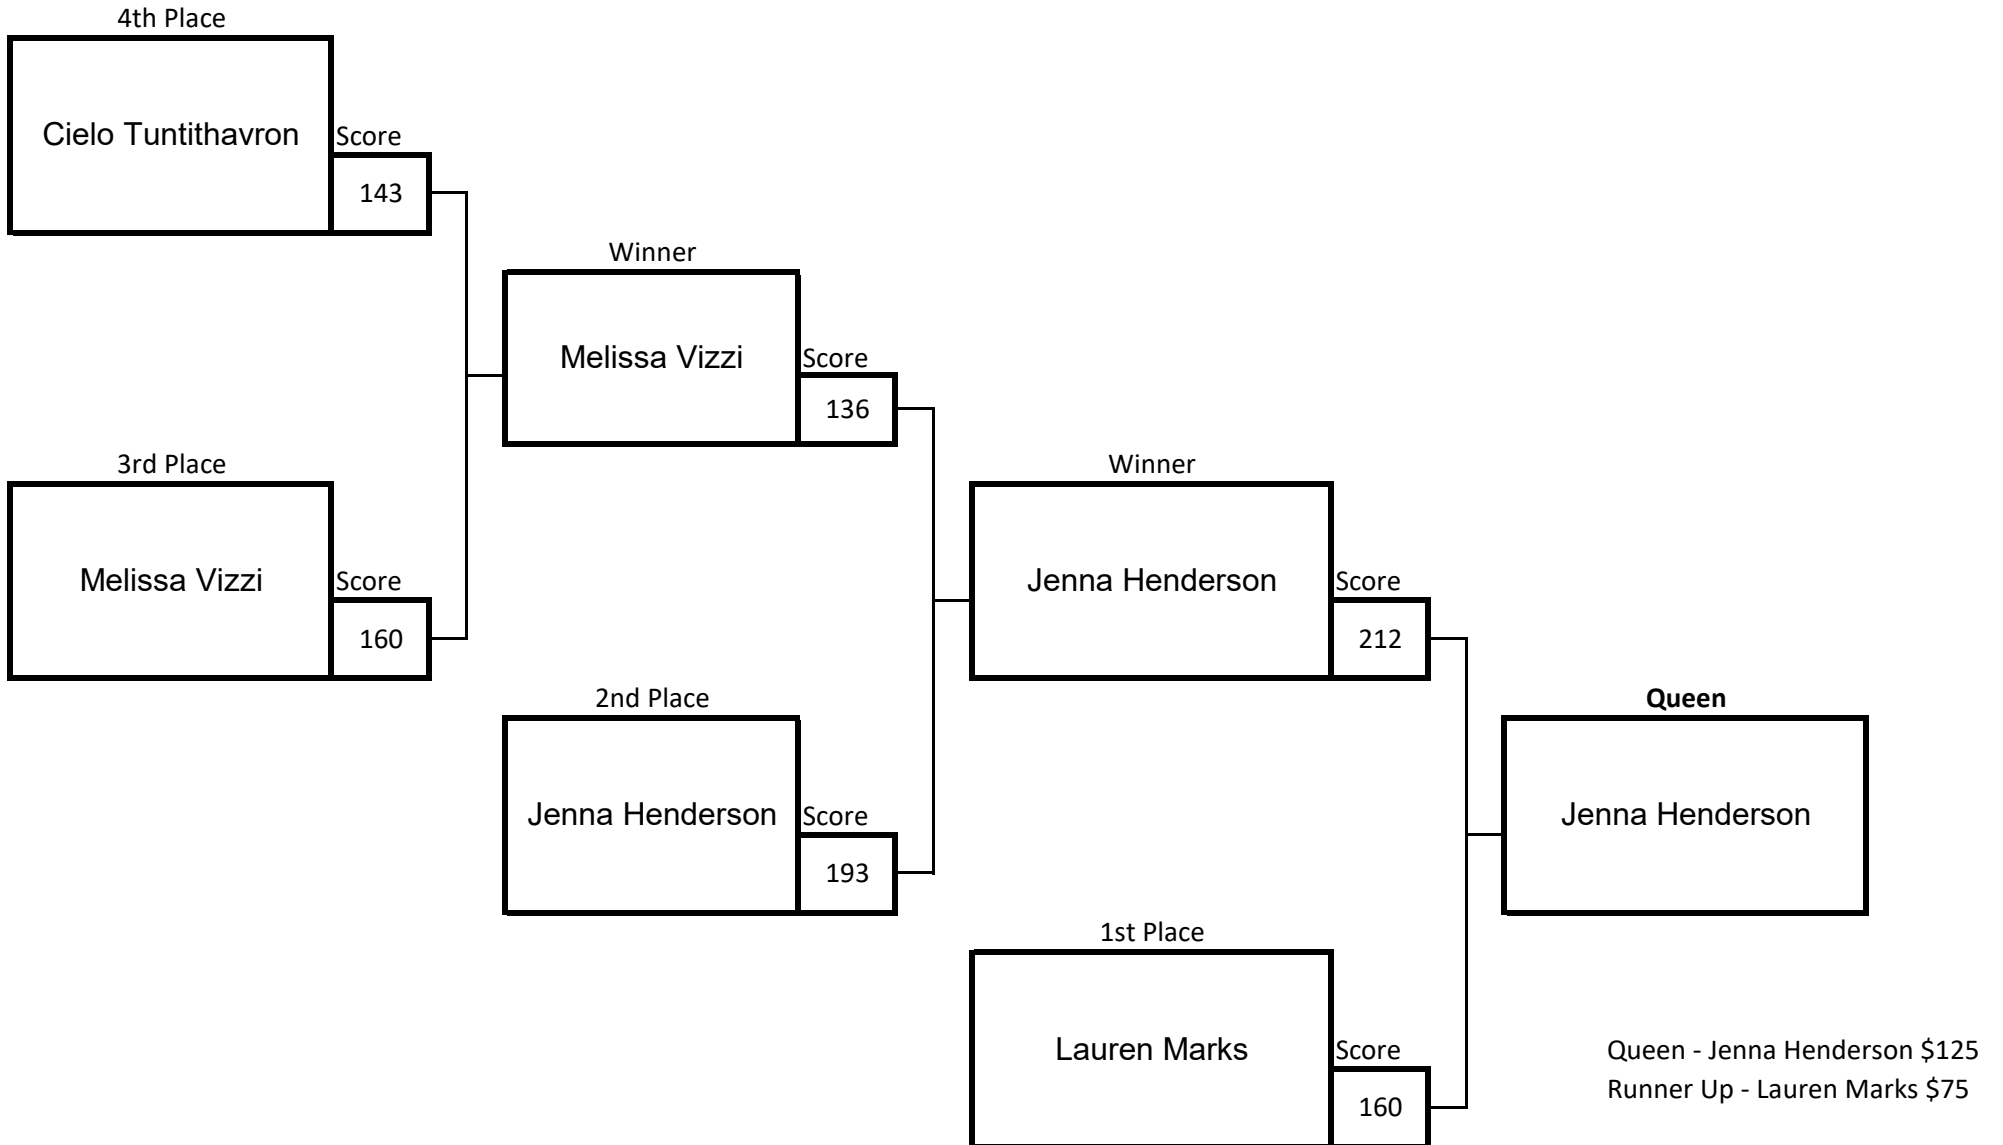 4th Place
Cielo Tuntithavron
Score
143
Winner
Melissa Vizzi
Score
136
3rd Place
Melissa Vizzi
Score
160
Winner
Jenna Henderson
Score
212
2nd Place
Jenna Henderson
Score
193
Queen
Jenna Henderson
1st Place
Lauren Marks
Score
160
Queen - Jenna Henderson $125
Runner Up - Lauren Marks $75